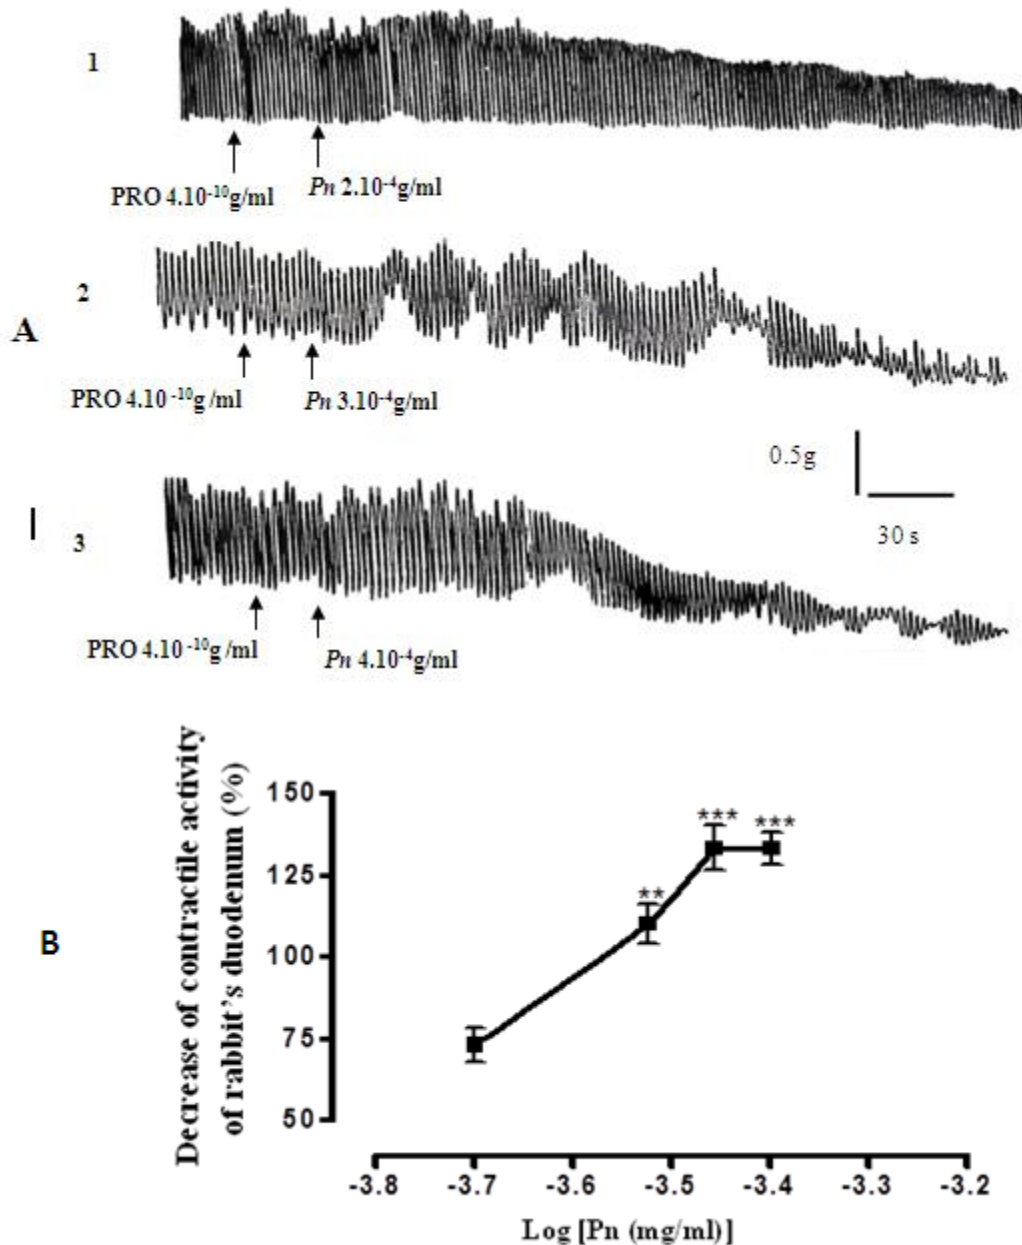 1
PRO 4.10⁻¹⁰g/ml
Pn 2.10⁻⁴g/ml
A
2
PRO 4.10⁻¹⁰g/ml
Pn 3.10⁻⁴g/ml
0.5g
30 s
3
PRO 4.10⁻¹⁰g/ml
Pn 4.10⁻⁴g/ml
B
Decrease of contractile activity
of rabbit’s duodenum (%)
150
125
100
75
50
**
***
***
-3.8 -3.7 -3.6 -3.5 -3.4 -3.3 -3.2
Log [Pn (mg/ml)]